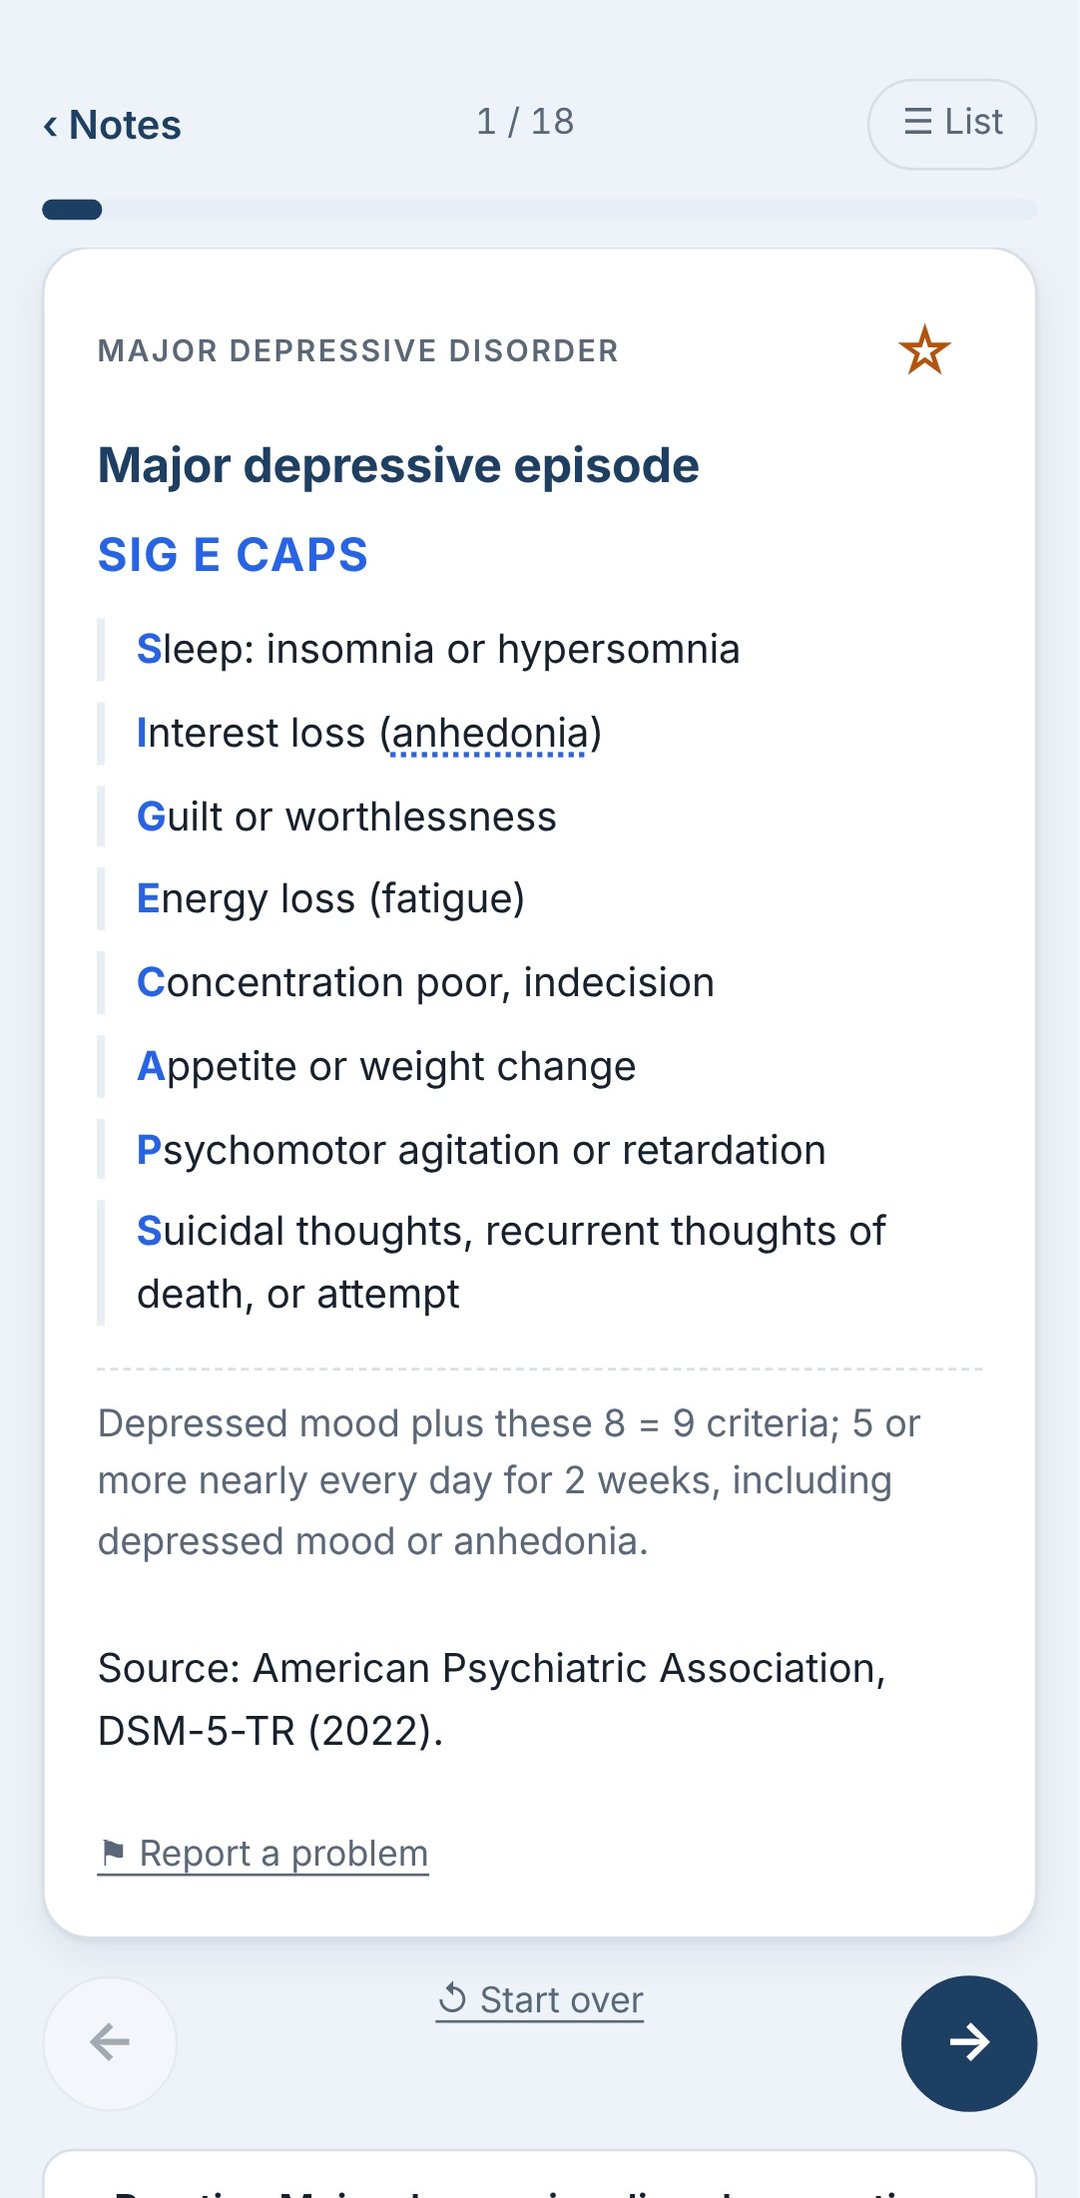 ‹ Notes
1 / 18
☰ List
MAJOR DEPRESSIVE DISORDER
☆
Major depressive episode
SIG E CAPS
Sleep: insomnia or hypersomnia
Interest loss (anhedonia)
Guilt or worthlessness
Energy loss (fatigue)
Concentration poor, indecision
Appetite or weight change
Psychomotor agitation or retardation
Suicidal thoughts, recurrent thoughts of
death, or attempt
Depressed mood plus these 8 = 9 criteria; 5 or
more nearly every day for 2 weeks, including
depressed mood or anhedonia.
Source: American Psychiatric Association,
DSM-5-TR (2022).
⚑ Report a problem
↺ Start over